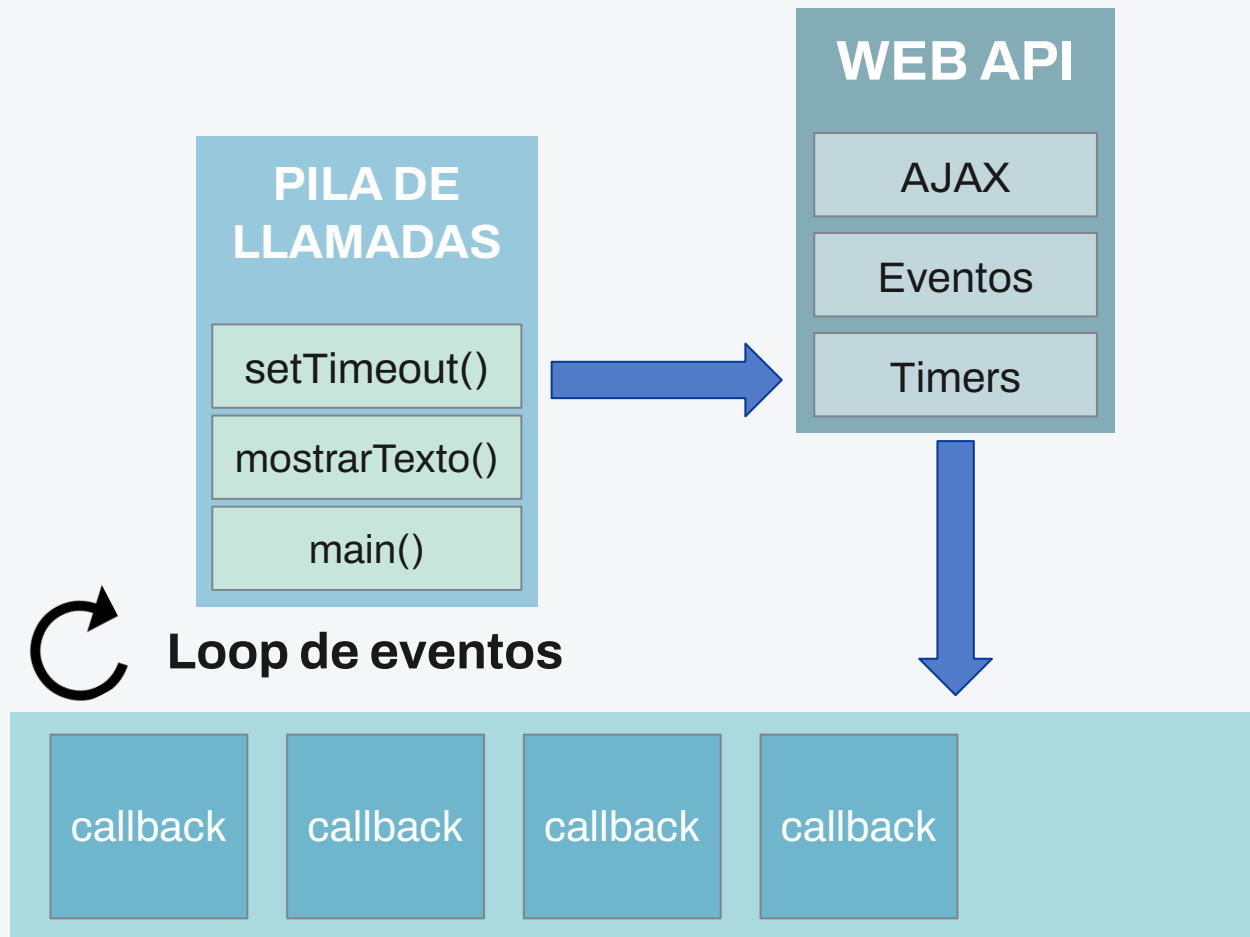 PILA DE
LLAMADAS
setTimeout()
mostrarTexto()
main()
WEB API
AJAX
Eventos
Timers
Loop de eventos
callback
callback
callback
callback